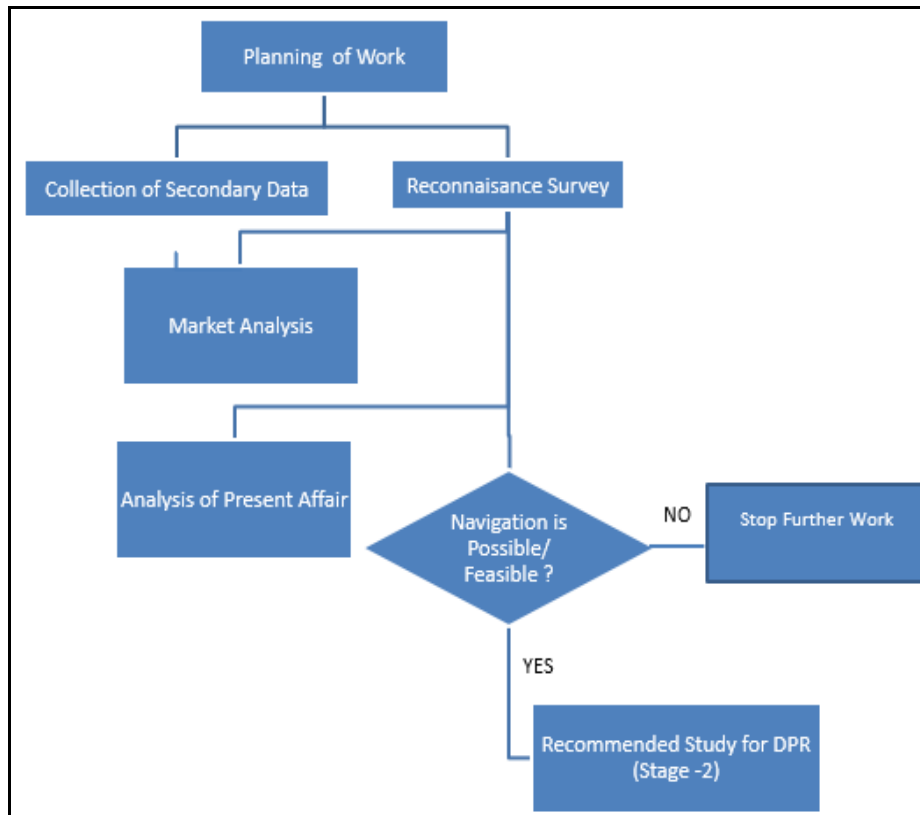 Planning of Work
Collection of Secondary Data
Reconnaisance Survey
Market Analysis
Analysis of Present Affair
Navigation is
Possible/
Feasible ?
NO
Stop Further Work
YES
Recommended Study for DPR
(Stage -2)